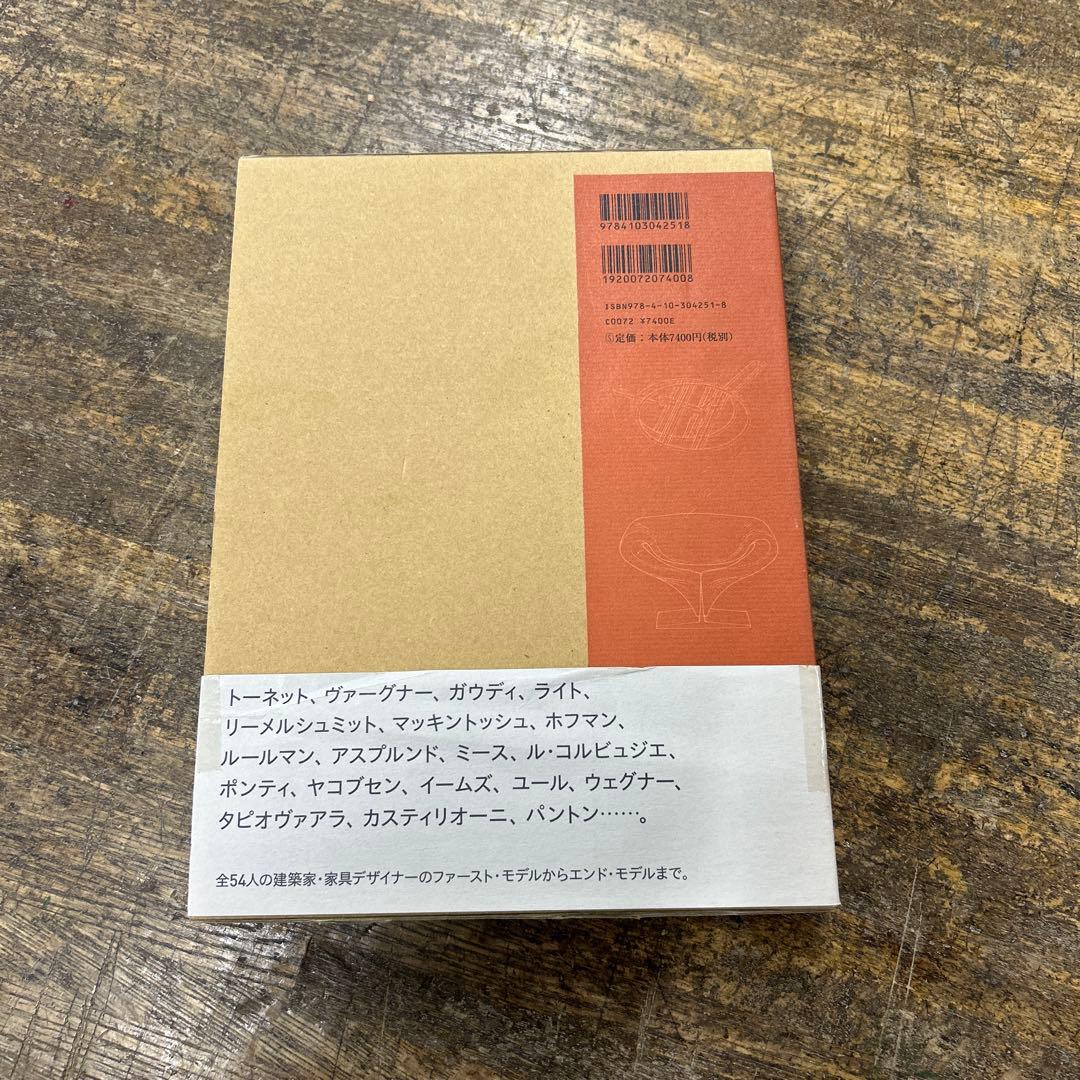 9784103042518
1920072074008
ISBN978-4-10-304251-8
C0072 ¥7400E
Ⓢ定価：本体7400円(税別)
トーネット、ヴァーグナー、ガウディ、ライト、
リーメルシュミット、マッキントッシュ、ホフマン、
ルールマン、アスプルンド、ミース、ル・コルビュジエ、
ポンティ、ヤコブセン、イームズ、ユール、ウェグナー、
タピオヴァアラ、カスティリオーニ、パントン……。
全54人の建築家・家具デザイナーのファースト・モデルからエンド・モデルまで。